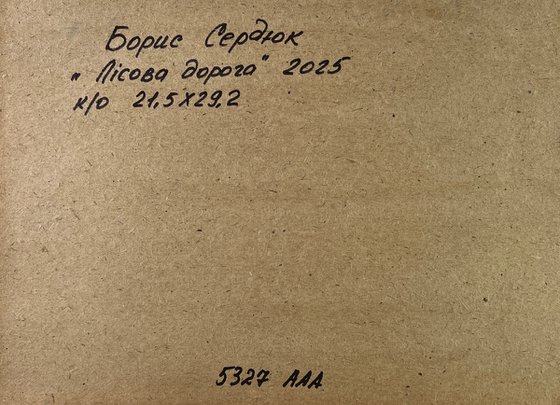 Борис Сердюк
"Лісова дорога" 2025
к/о 21,5х29,2
5327 ААА